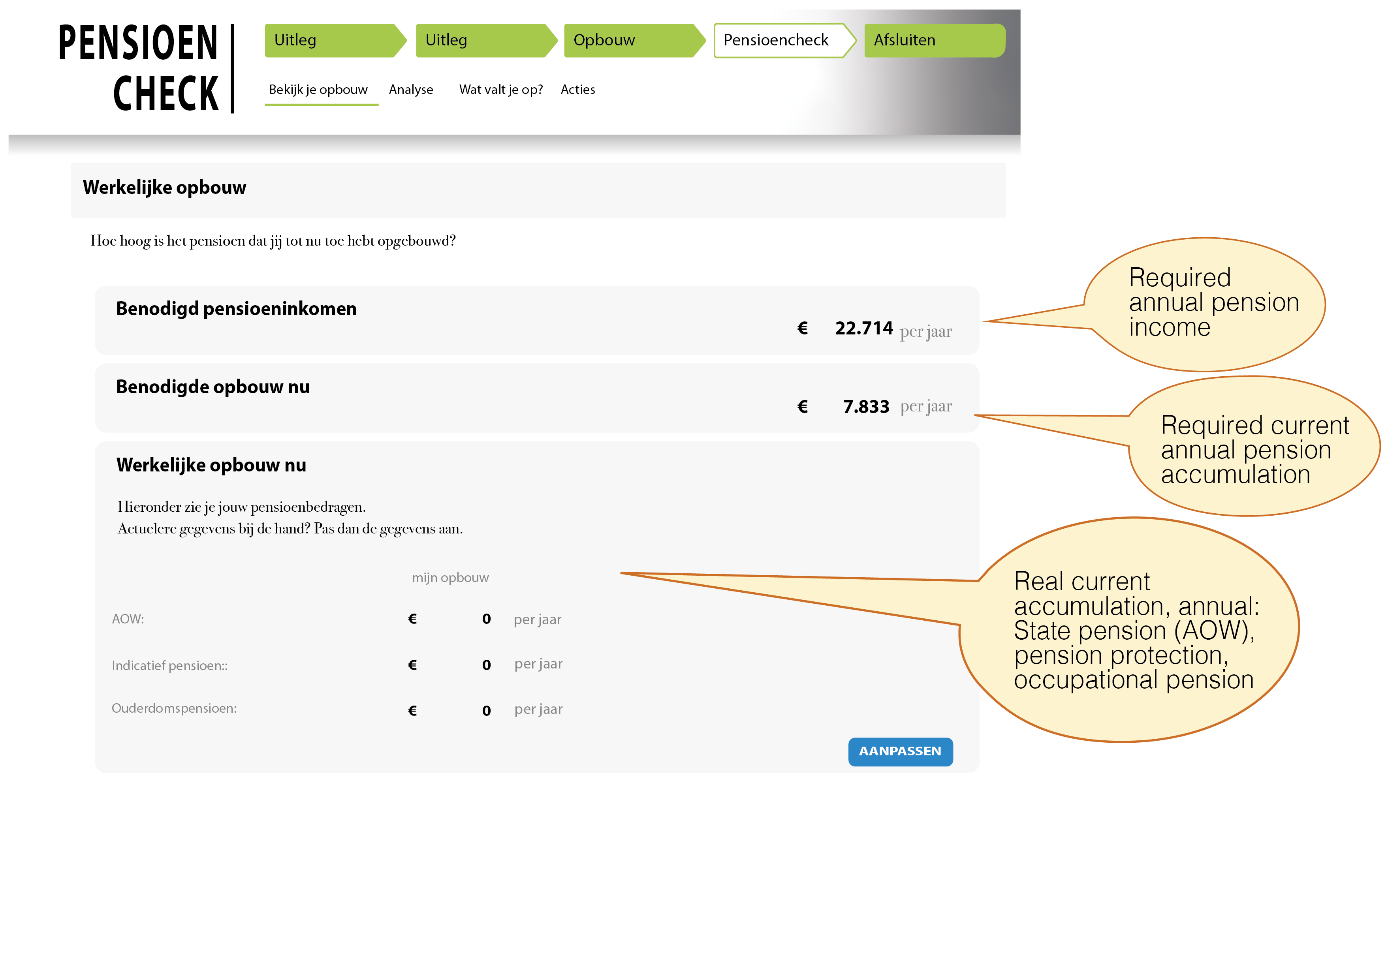 PENSIOEN
CHECK
Uitleg
Uitleg
Opbouw
Pensioencheck
Afsluiten
Bekijk je opbouw
Analyse
Wat valt je op?
Acties
Werkelijke opbouw
Hoe hoog is het pensioen dat jij tot nu toe hebt opgebouwd?
Benodigd pensioeninkomen
€ 22.714 per jaar
Required
annual pension
income
Benodigde opbouw nu
€ 7.833 per jaar
Required current
annual pension
accumulation
Werkelijke opbouw nu
Hieronder zie je jouw pensioenbedragen.
Actuelere gegevens bij de hand? Pas dan de gegevens aan.
mijn opbouw
AOW: € 0 per jaar
Indicatief pensioen:: € 0 per jaar
Ouderdomspensioen: € 0 per jaar
AANPASSEN
Real current
accumulation, annual:
State pension (AOW),
pension protection,
occupational pension